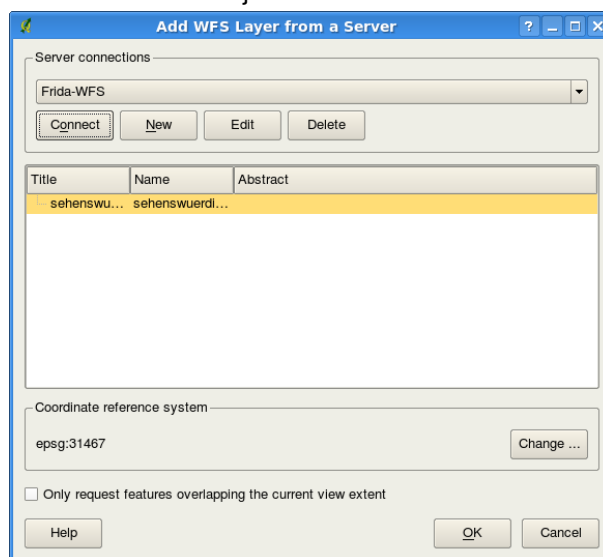 Add WFS Layer from a Server
Server connections
Frida-WFS
Connect New Edit Delete
Title Name Abstract
sehenswu... sehenswuerdi...
Coordinate reference system
epsg:31467
Change ...
Only request features overlapping the current view extent
Help OK Cancel